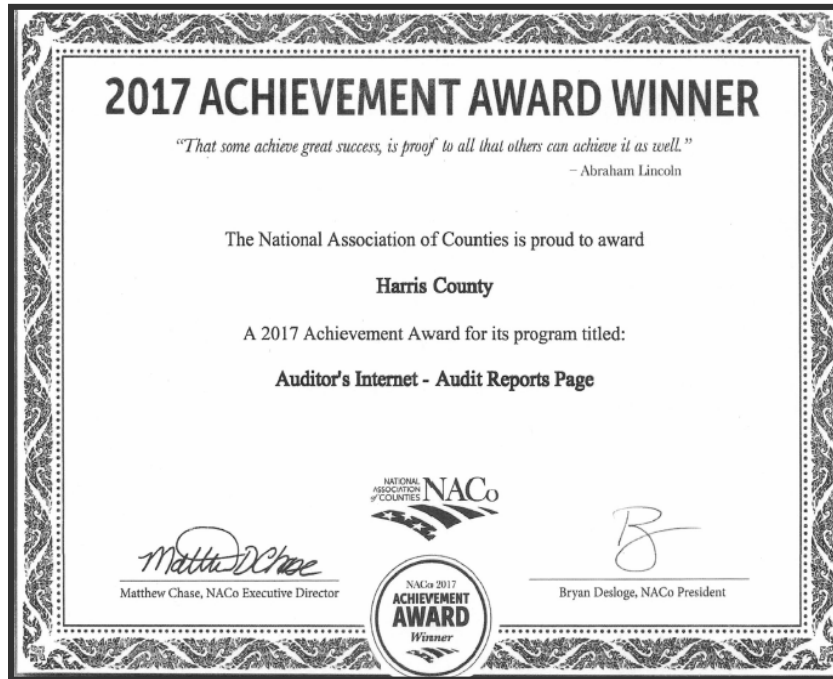 2017 ACHIEVEMENT AWARD WINNER
“That some achieve great success, is proof to all that others can achieve it as well.”
– Abraham Lincoln
The National Association of Counties is proud to award
Harris County
A 2017 Achievement Award for its program titled:
Auditor's Internet - Audit Reports Page
NATIONAL
ASSOCIATION
of COUNTIES NACo
Matthew D Chase
Matthew Chase, NACo Executive Director
Bryan Desloge, NACo President
NACo 2017
ACHIEVEMENT
AWARD
Winner